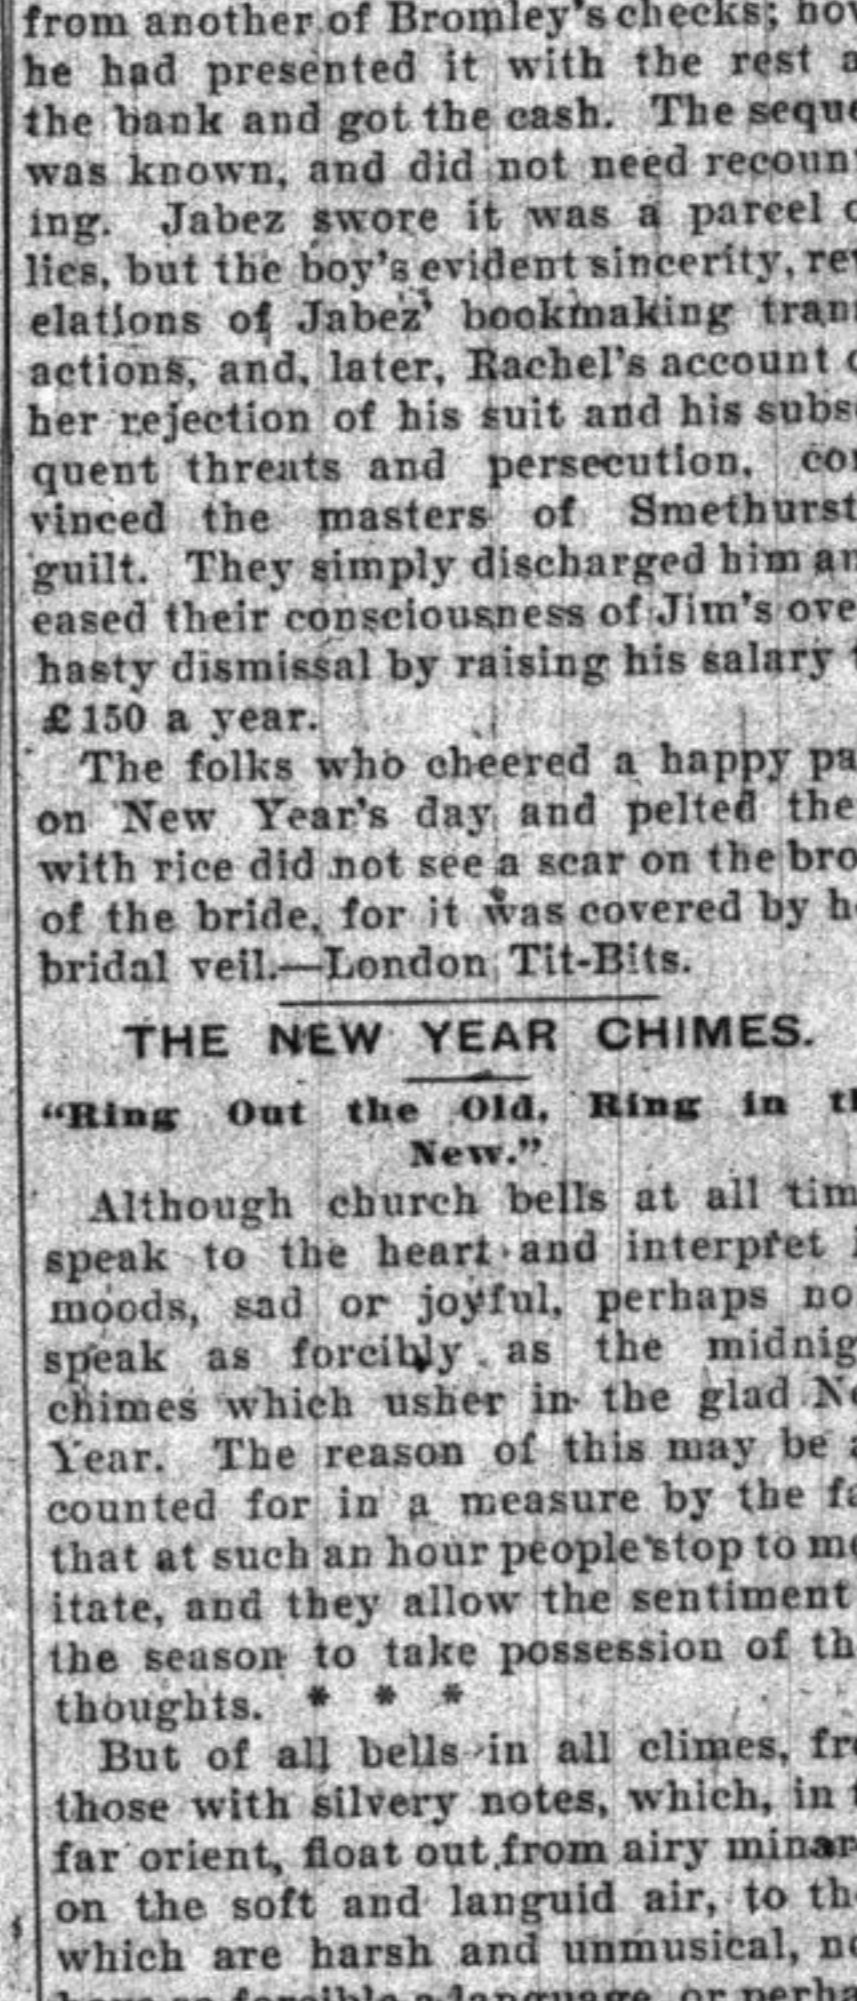 from another of Bromley's checks; how
he had presented it with the rest a
the bank and got the cash. The seque
was known, and did not need recoun
ing. Jabez swore it was a parcel o
lies, but the boy's evident sincerity, rev
elations of Jabez' bookmaking trans
actions, and, later, Rachel's account o
her rejection of his suit and his subse
quent threats and persecution, con
vinced the masters of Smethurst
guilt. They simply discharged him an
eased their consciousness of Jim's ove
hasty dismissal by raising his salary t
£150 a year.
The folks who cheered a happy pa
on New Year's day and pelted the
with rice did not see a scar on the bro
of the bride, for it was covered by he
bridal veil.—London Tit-Bits.
THE NEW YEAR CHIMES.
"Ring Out the Old, Ring in th
New."
Although church bells at all tim
speak to the heart and interpret i
moods, sad or joyful, perhaps no
speak as forcibly as the midnig
chimes which usher in the glad Ne
Year. The reason of this may be a
counted for in a measure by the fa
that at such an hour people stop to me
itate, and they allow the sentiment
the season to take possession of th
thoughts. * * *
But of all bells in all climes, fro
those with silvery notes, which, in t
far orient, float out from airy minar
on the soft and languid air, to tho
which are harsh and unmusical, no
have so forcible a language, or perha